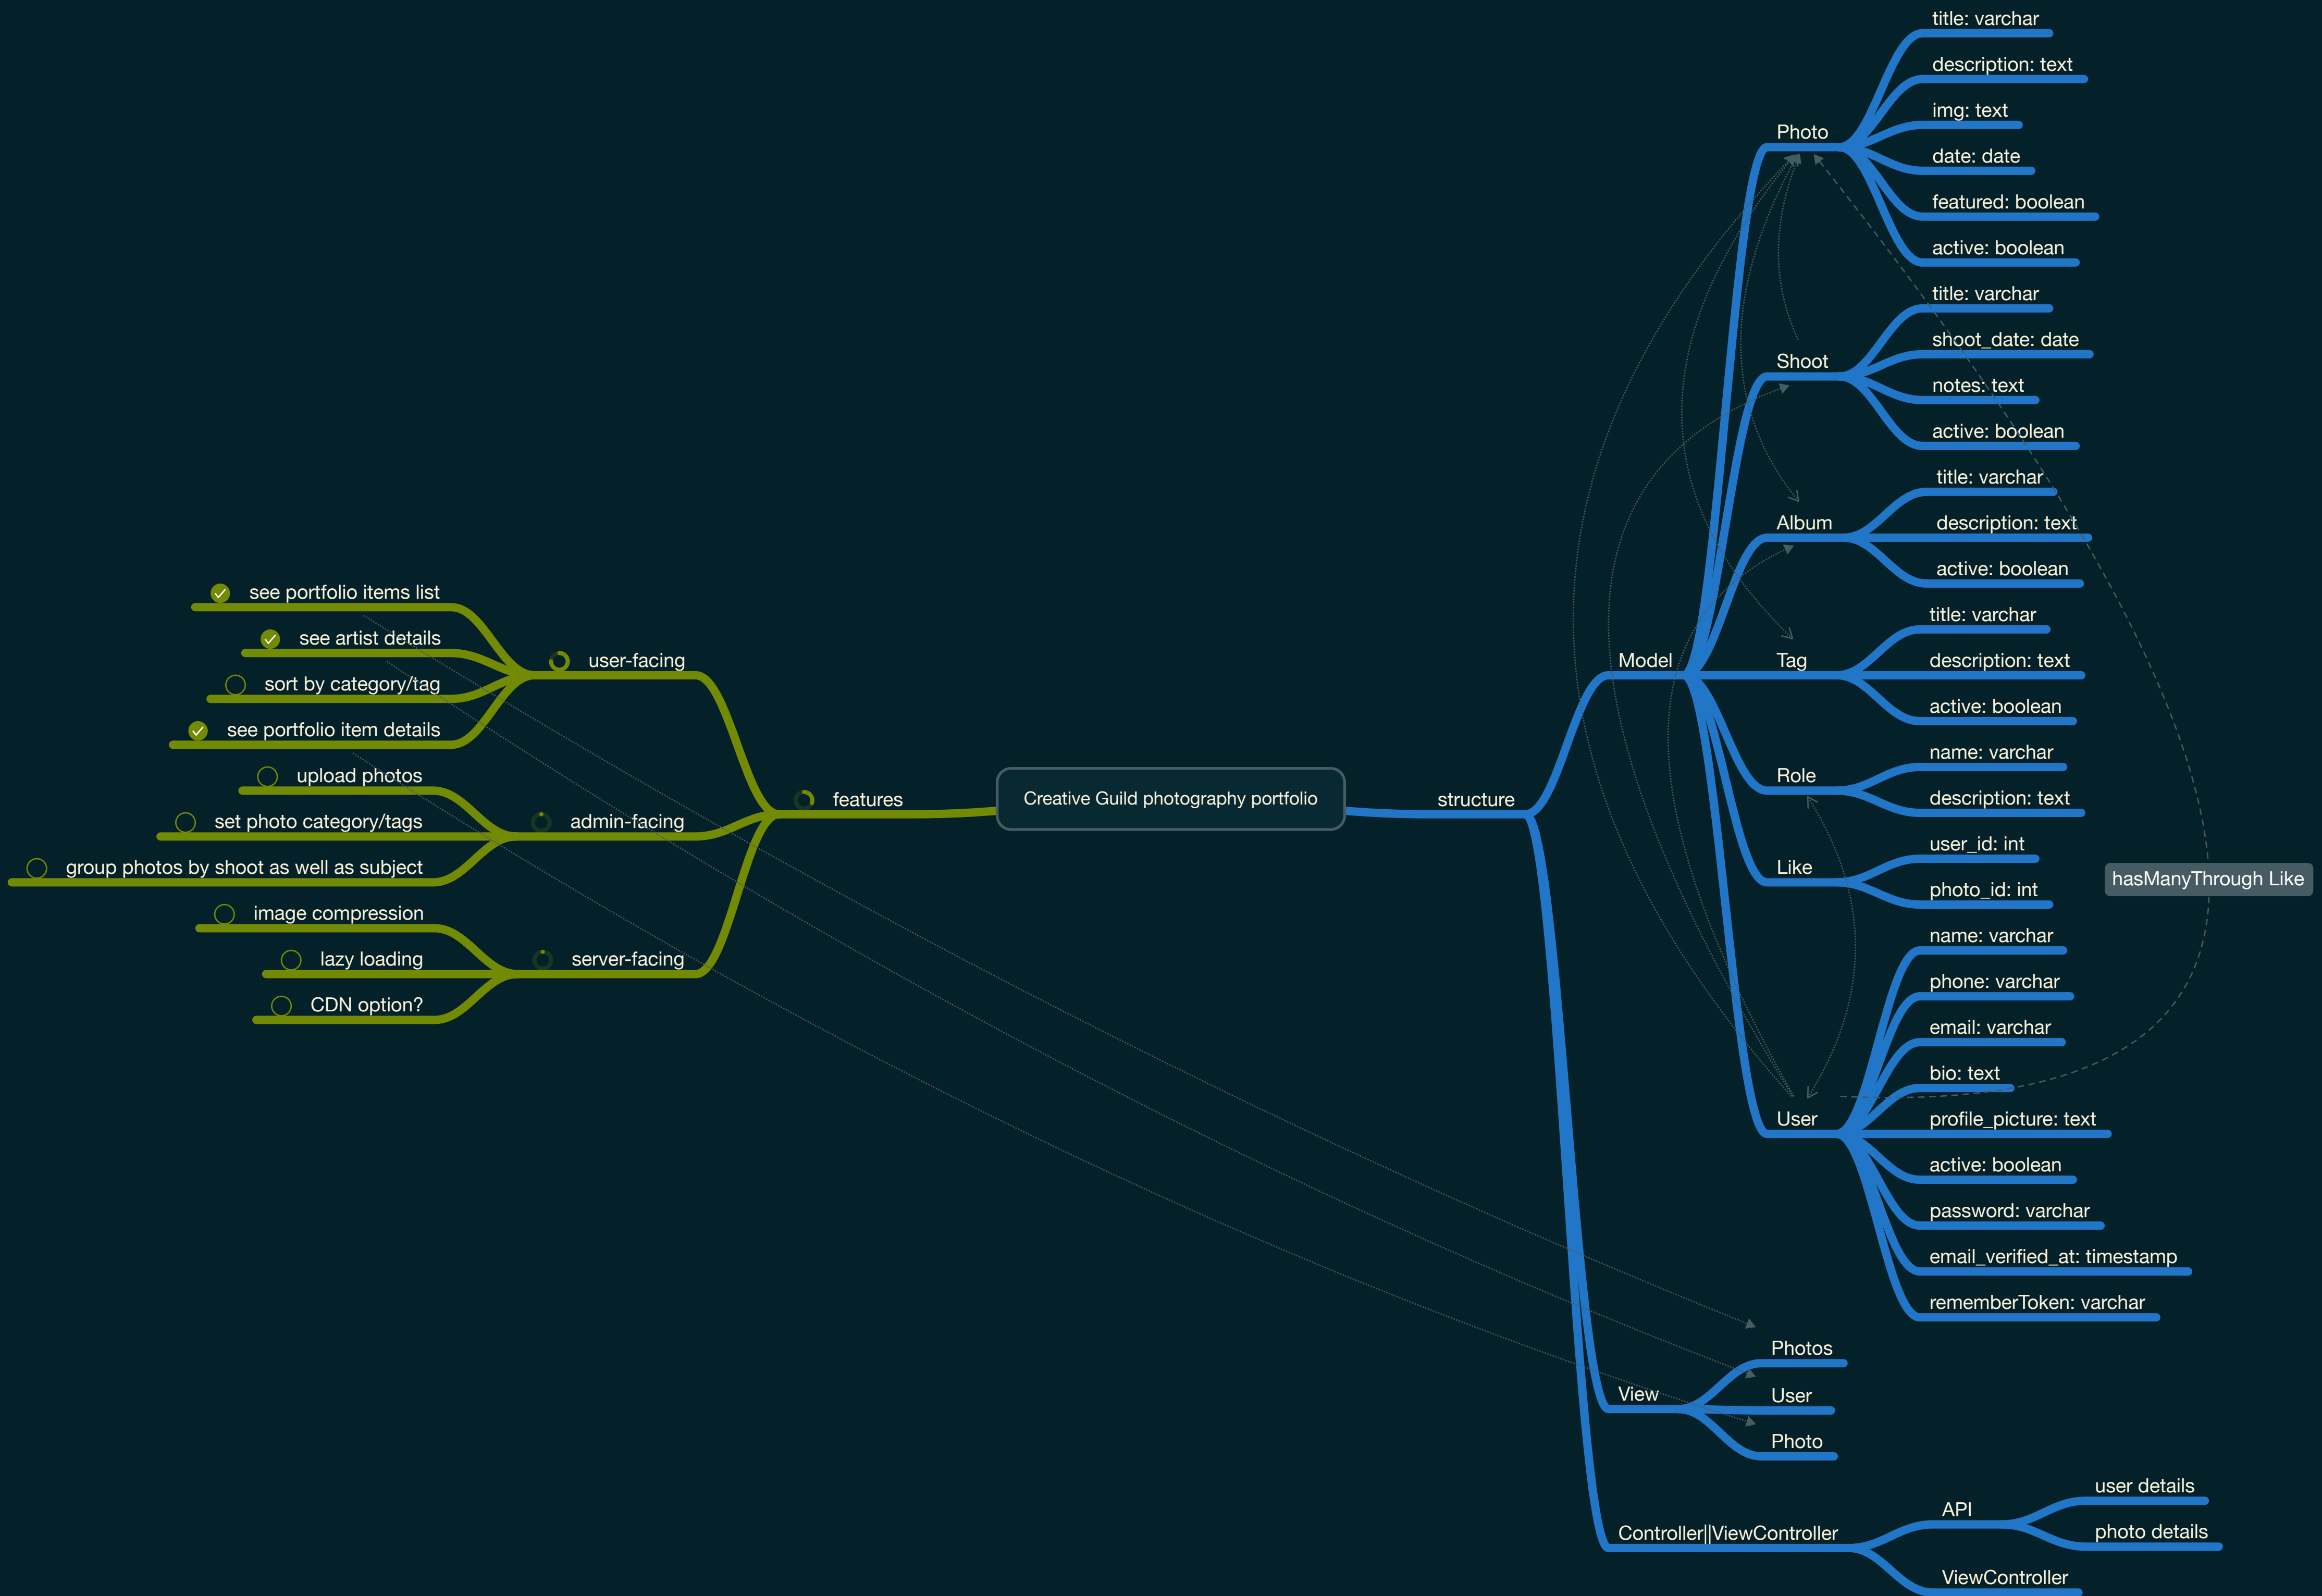 Creative Guild photography portfolio
features
user-facing
see portfolio items list
see artist details
sort by category/tag
see portfolio item details
admin-facing
upload photos
set photo category/tags
group photos by shoot as well as subject
server-facing
image compression
lazy loading
CDN option?
structure
Model
Photo
title: varchar
description: text
img: text
date: date
featured: boolean
active: boolean
Shoot
title: varchar
shoot_date: date
notes: text
active: boolean
Album
title: varchar
description: text
active: boolean
Tag
title: varchar
description: text
active: boolean
Role
name: varchar
description: text
Like
user_id: int
photo_id: int
hasManyThrough Like
User
name: varchar
phone: varchar
email: varchar
bio: text
profile_picture: text
active: boolean
password: varchar
email_verified_at: timestamp
rememberToken: varchar
View
Photos
User
Photo
Controller||ViewController
API
user details
photo details
ViewController